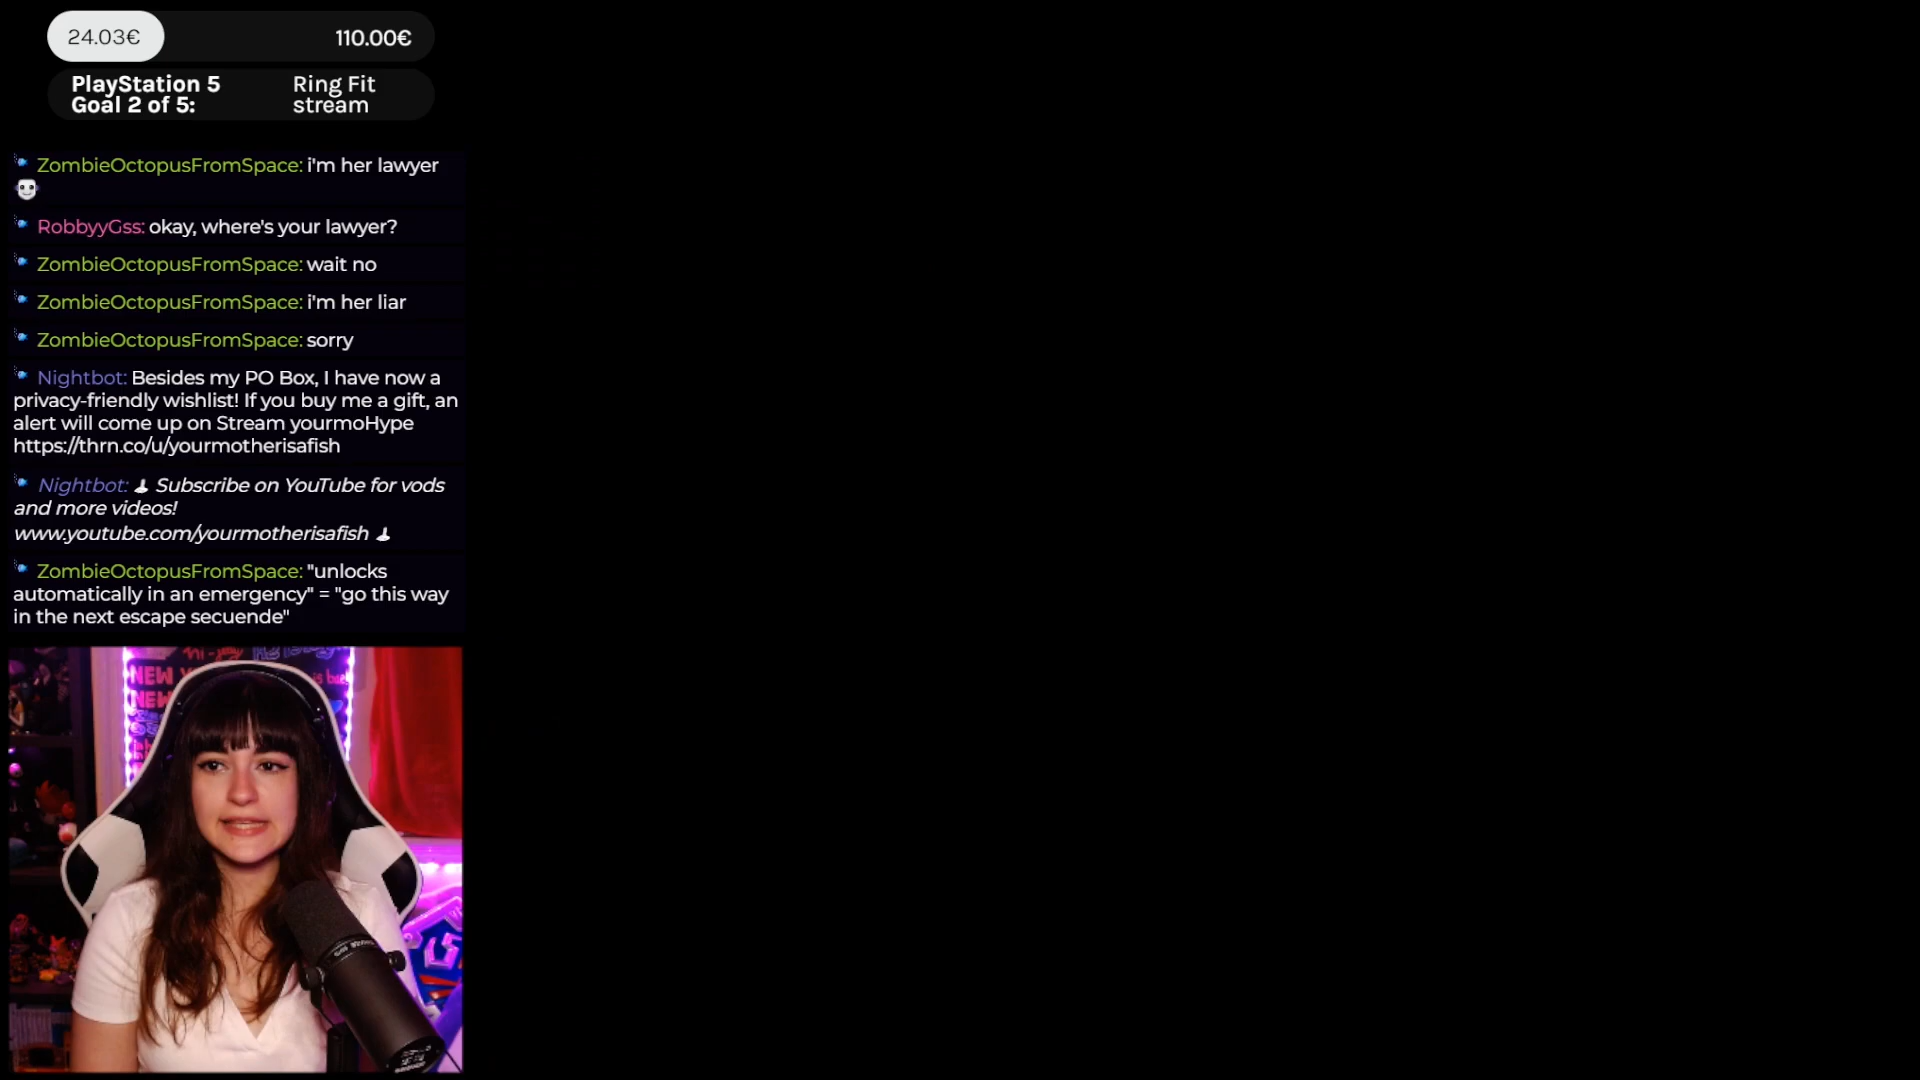 24.03€ 110.00€
PlayStation 5
Goal 2 of 5:
Ring Fit
stream
ZombieOctopusFromSpace: i'm her lawyer
RobbyyGss: okay, where's your lawyer?
ZombieOctopusFromSpace: wait no
ZombieOctopusFromSpace: i'm her liar
ZombieOctopusFromSpace: sorry
Nightbot: Besides my PO Box, I have now a
privacy-friendly wishlist! If you buy me a gift, an
alert will come up on Stream yourmoHype
https://thrn.co/u/yourmotherisafish
Nightbot: Subscribe on YouTube for vods
and more videos!
www.youtube.com/yourmotherisafish
ZombieOctopusFromSpace: "unlocks
automatically in an emergency" = "go this way
in the next escape secuende"
hi-
NEW
NEW